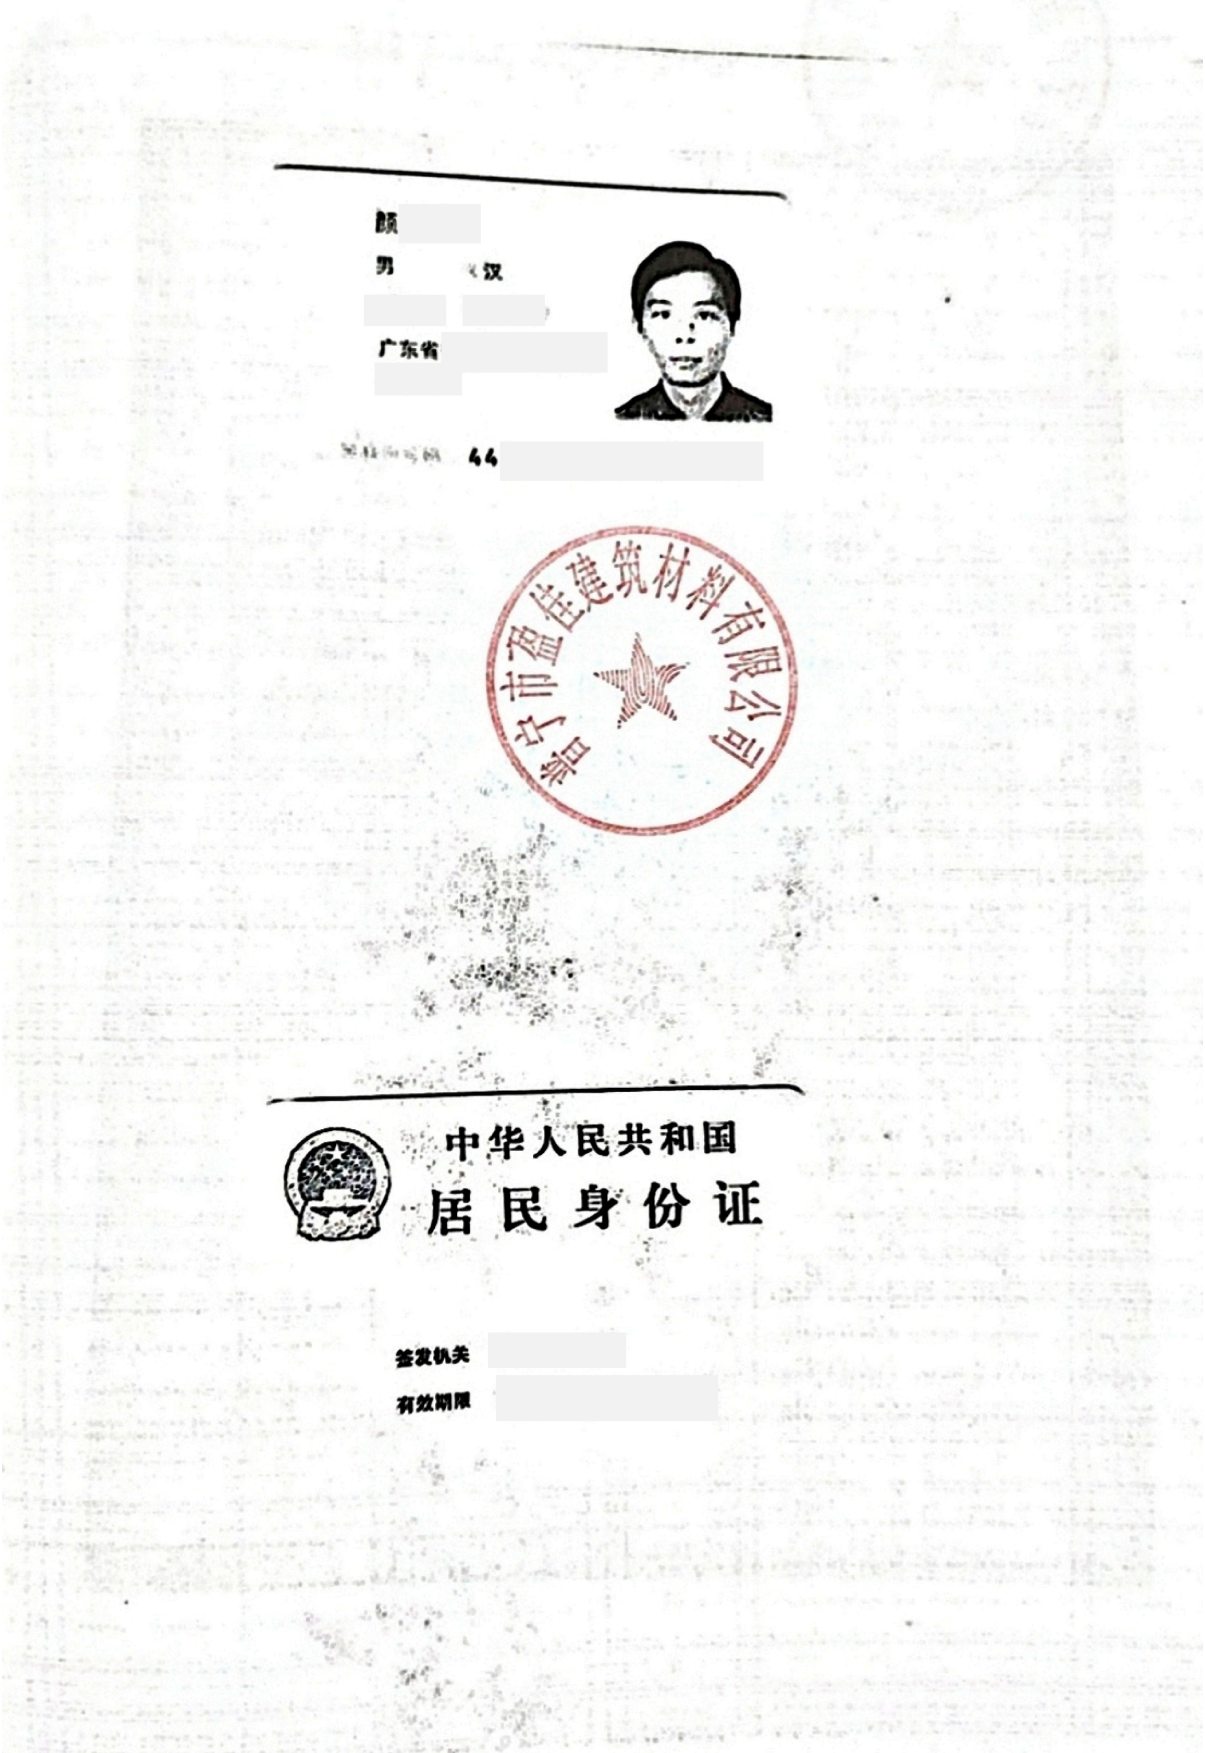 颜
男 汉
广东省
44
普宁市盈佳建筑材料有限公司
中华人民共和国
居民身份证
签发机关
有效期限